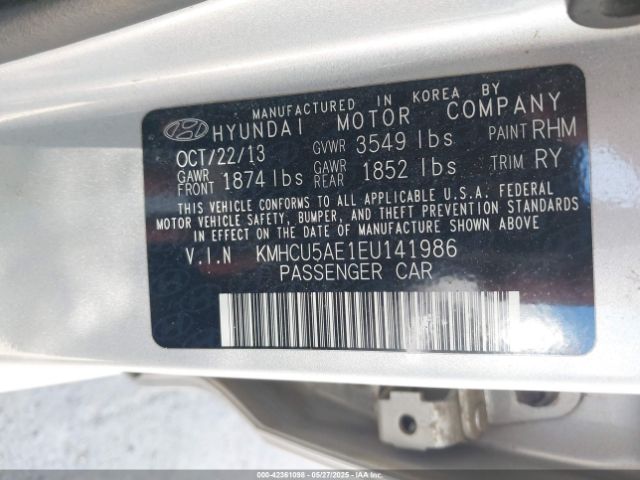 MANUFACTURED IN KOREA BY
HYUNDAI MOTOR COMPANY
OCT/22/13 GVWR 3549 lbs PAINT RHM
GAWR FRONT 1874 lbs GAWR REAR 1852 lbs TRIM RY
THIS VEHICLE CONFORMS TO ALL APPLICABLE U.S.A. FEDERAL
MOTOR VEHICLE SAFETY, BUMPER, AND THEFT PREVENTION STANDARDS
IN EFFECT ON THE DATE OF MANUFACTURE SHOWN ABOVE
V.I.N KMHCU5AE1EU141986
PASSENGER CAR
000-42361098 - 05/27/2025 - IAAI.COM